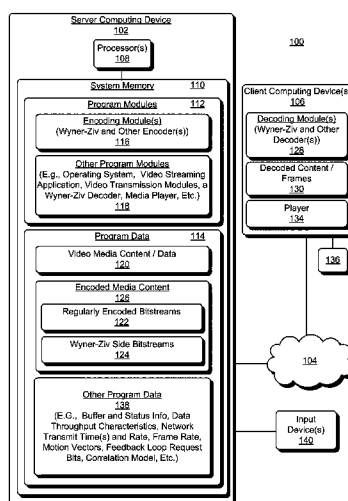 Server Computing Device
102
Processor(s)
108
System Memory 110
Program Modules 112
Encoding Module(s)
(Wyner-Ziv and Other Encoder(s))
116
Other Program Modules
(E.g., Operating System, Video Streaming
Application, Video Transmission Modules, a
Wyner-Ziv Decoder, Media Player, Etc.)
118
Program Data 114
Video Media Content / Data
120
Encoded Media Content
126
Regularly Encoded Bitstreams
122
Wyner-Ziv Side Bitstreams
124
Other Program Data
138
(E.G., Buffer and Status Info, Data
Throughput Characteristics, Network
Transmit Time(s) and Rate, Frame Rate,
Motion Vectors, Feedback Loop Request
Bits, Correlation Model, Etc.)
100
Client Computing Device(s)
106
Decoding Module(s)
(Wyner-Ziv and Other
Decoder(s))
128
Decoded Content /
Frames
130
Player
134
136
104
Input
Device(s)
140